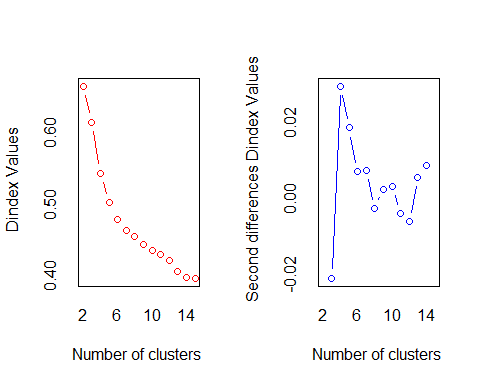 Dindex Values
0.60
0.50
0.40
2 6 10 14
Number of clusters
Second differences Dindex Values
0.02
0.00
-0.02
2 6 10 14
Number of clusters